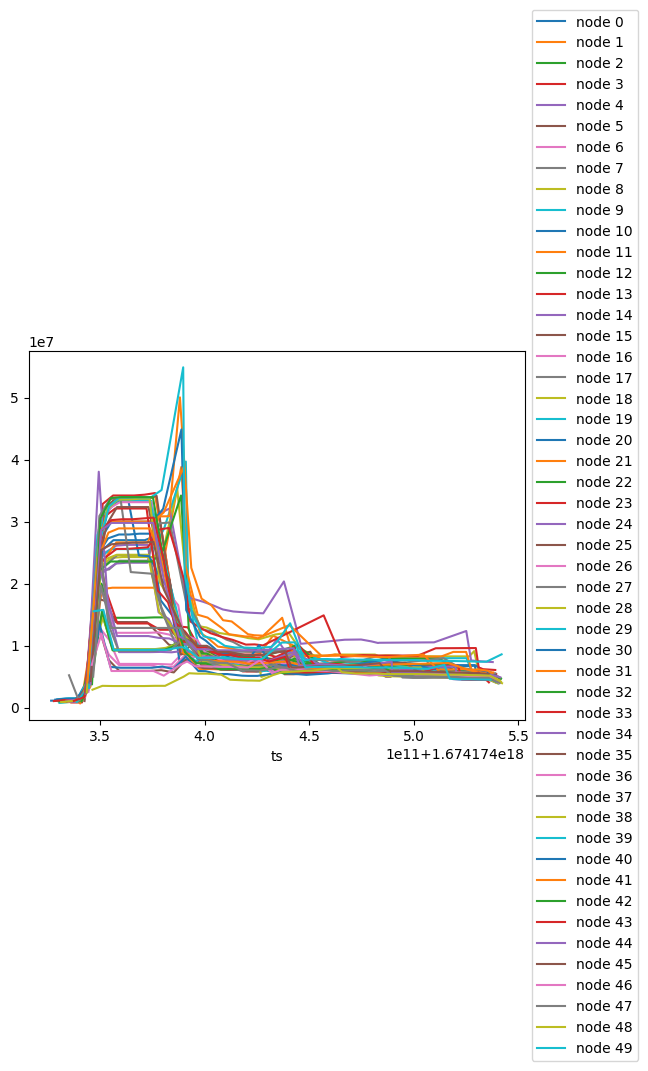 1e7
5
4
3
2
1
0
3.5 4.0 4.5 5.0 5.5
ts
1e11+1.674174e18
node 0
node 1
node 2
node 3
node 4
node 5
node 6
node 7
node 8
node 9
node 10
node 11
node 12
node 13
node 14
node 15
node 16
node 17
node 18
node 19
node 20
node 21
node 22
node 23
node 24
node 25
node 26
node 27
node 28
node 29
node 30
node 31
node 32
node 33
node 34
node 35
node 36
node 37
node 38
node 39
node 40
node 41
node 42
node 43
node 44
node 45
node 46
node 47
node 48
node 49